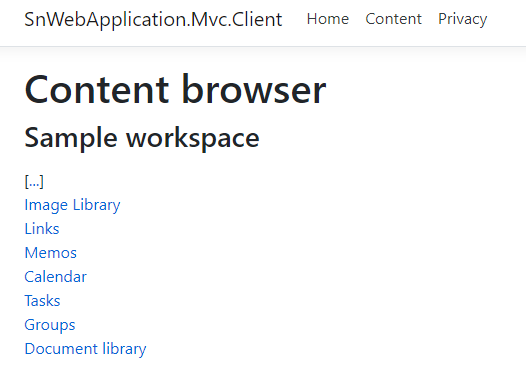 SnWebApplication.Mvc.Client Home Content Privacy
Content browser
Sample workspace
[...]
Image Library
Links
Memos
Calendar
Tasks
Groups
Document library